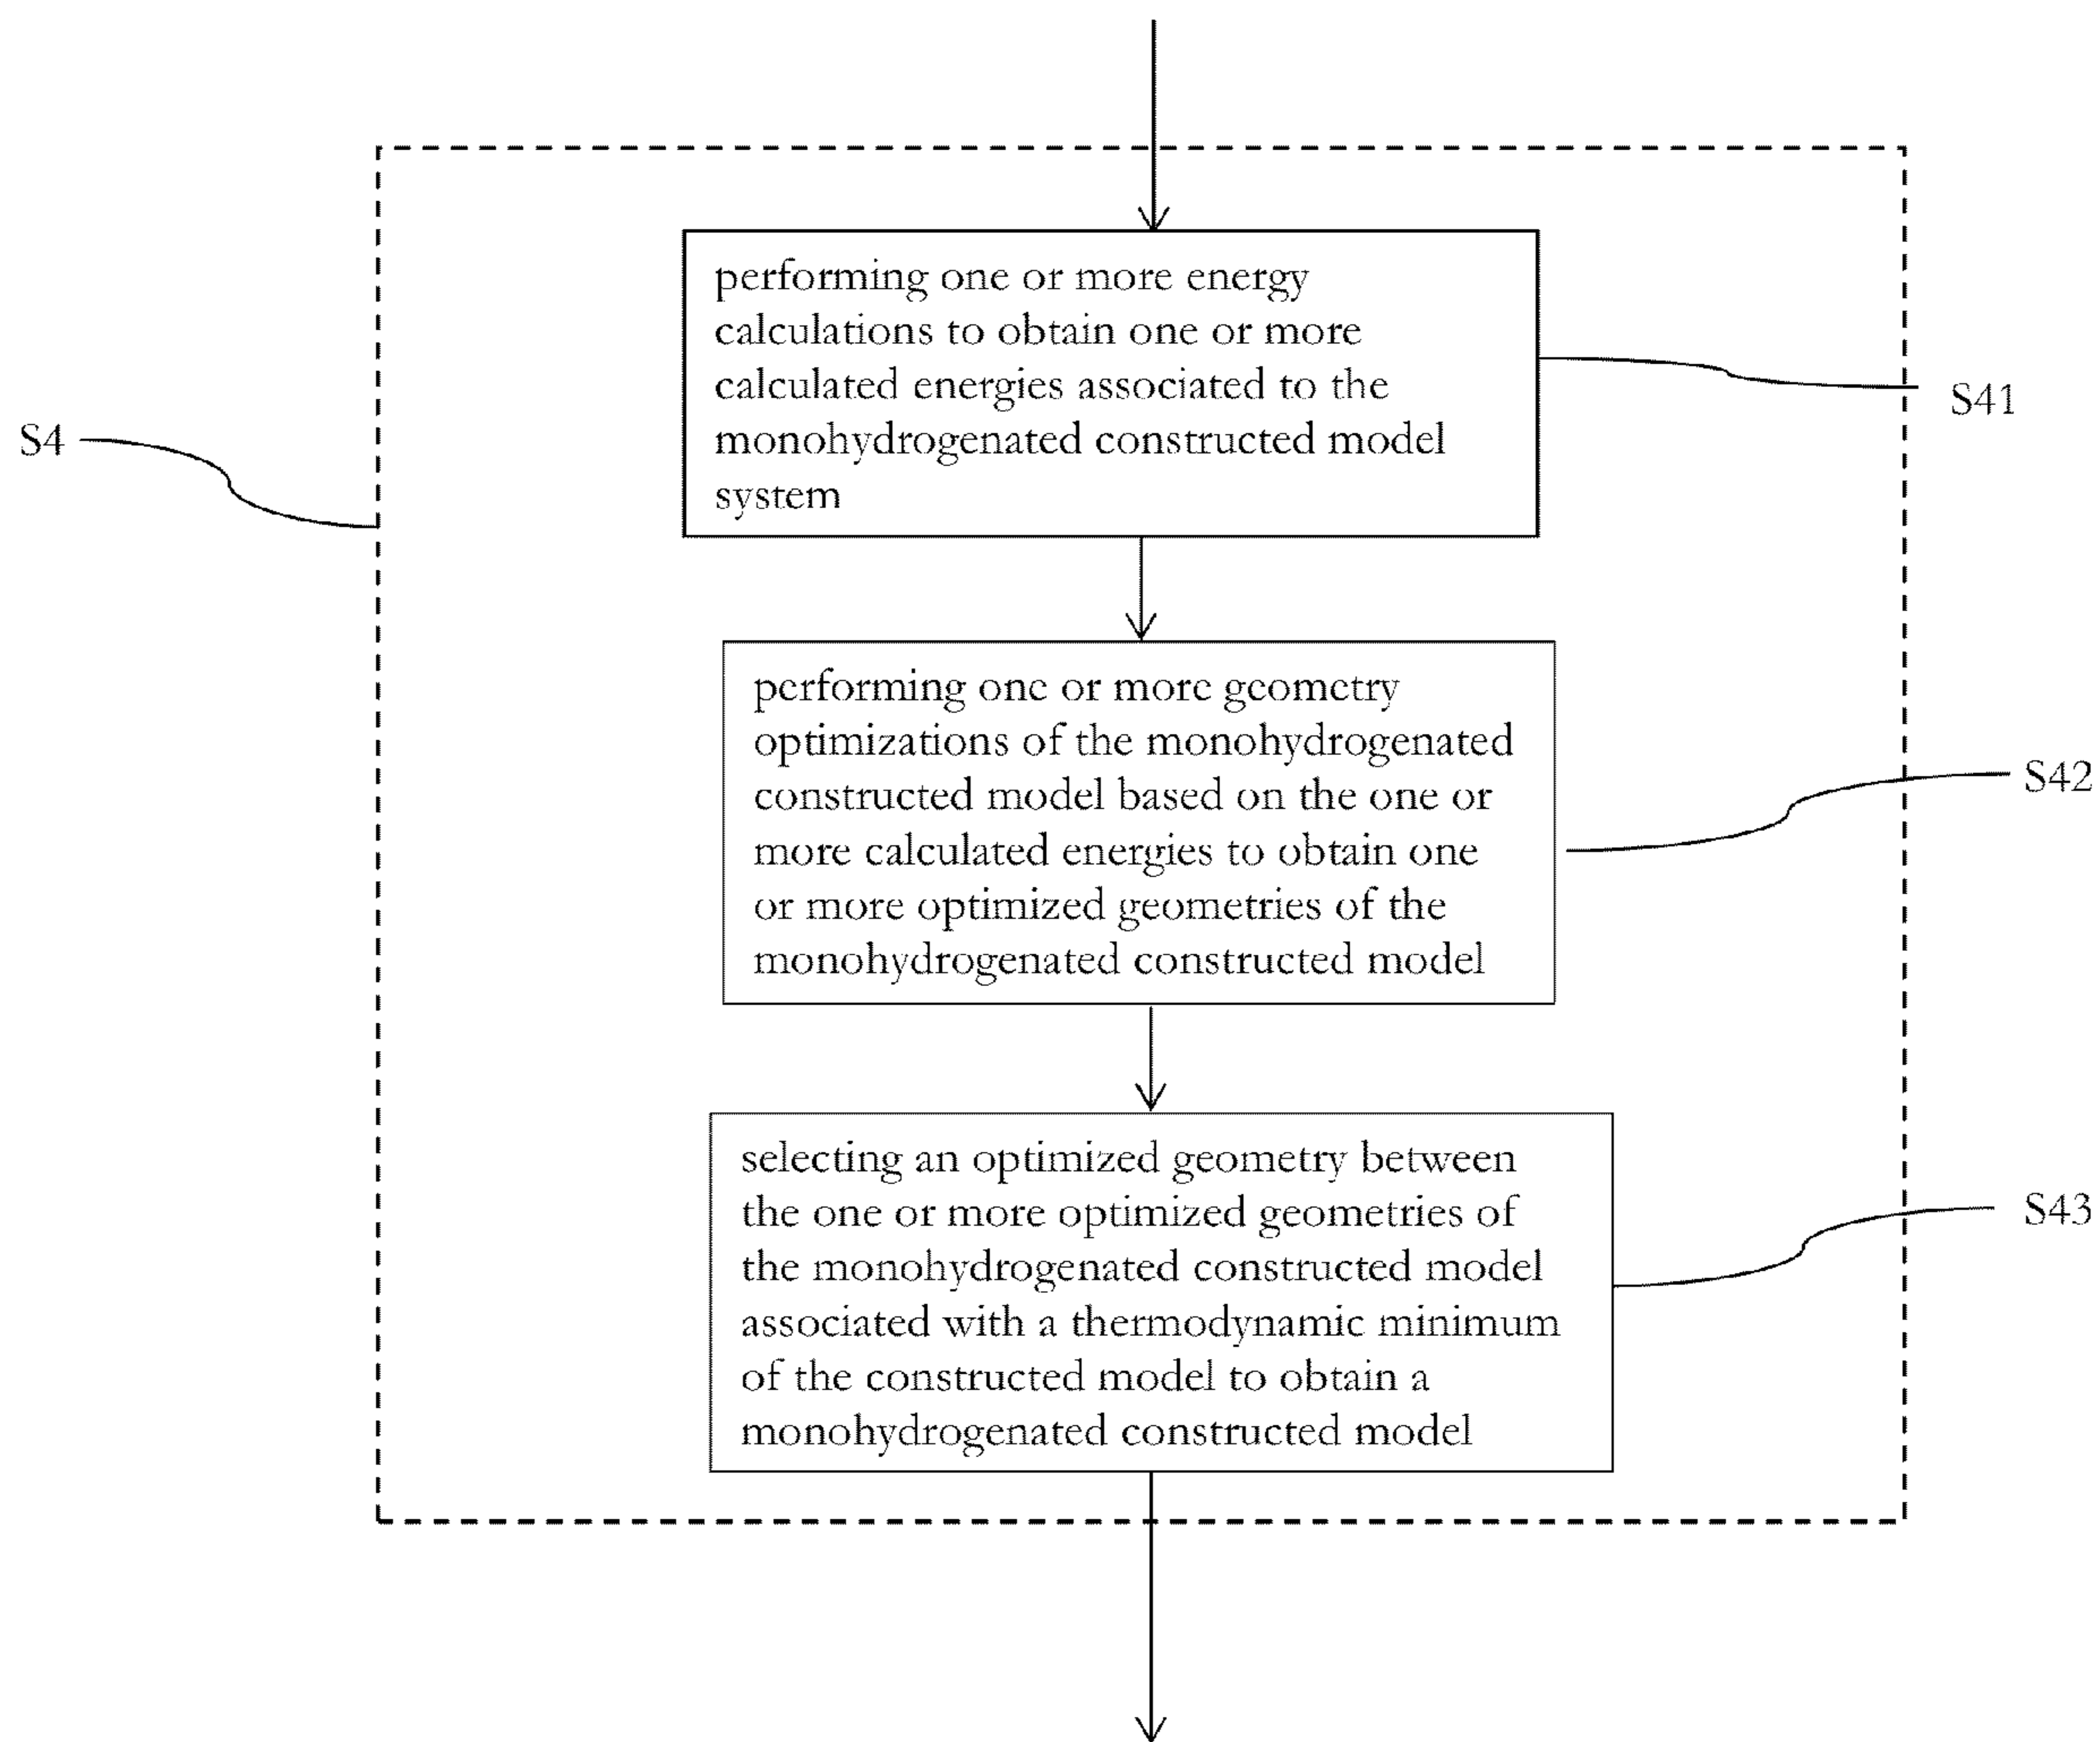 performing one or more energy
calculations to obtain one or more
calculated energies associated to the
monohydrogenated constructed model
system
S41
S4
performing one or more geometry
optimizations of the monohydrogenated
constructed model based on the one or
more calculated energies to obtain one
or more optimized geometries of the
monohydrogenated constructed model
S42
selecting an optimized geometry between
the one or more optimized geometries of
the monohydrogenated constructed model
associated with a thermodynamic minimum
of the constructed model to obtain a
monohydrogenated constructed model
S43